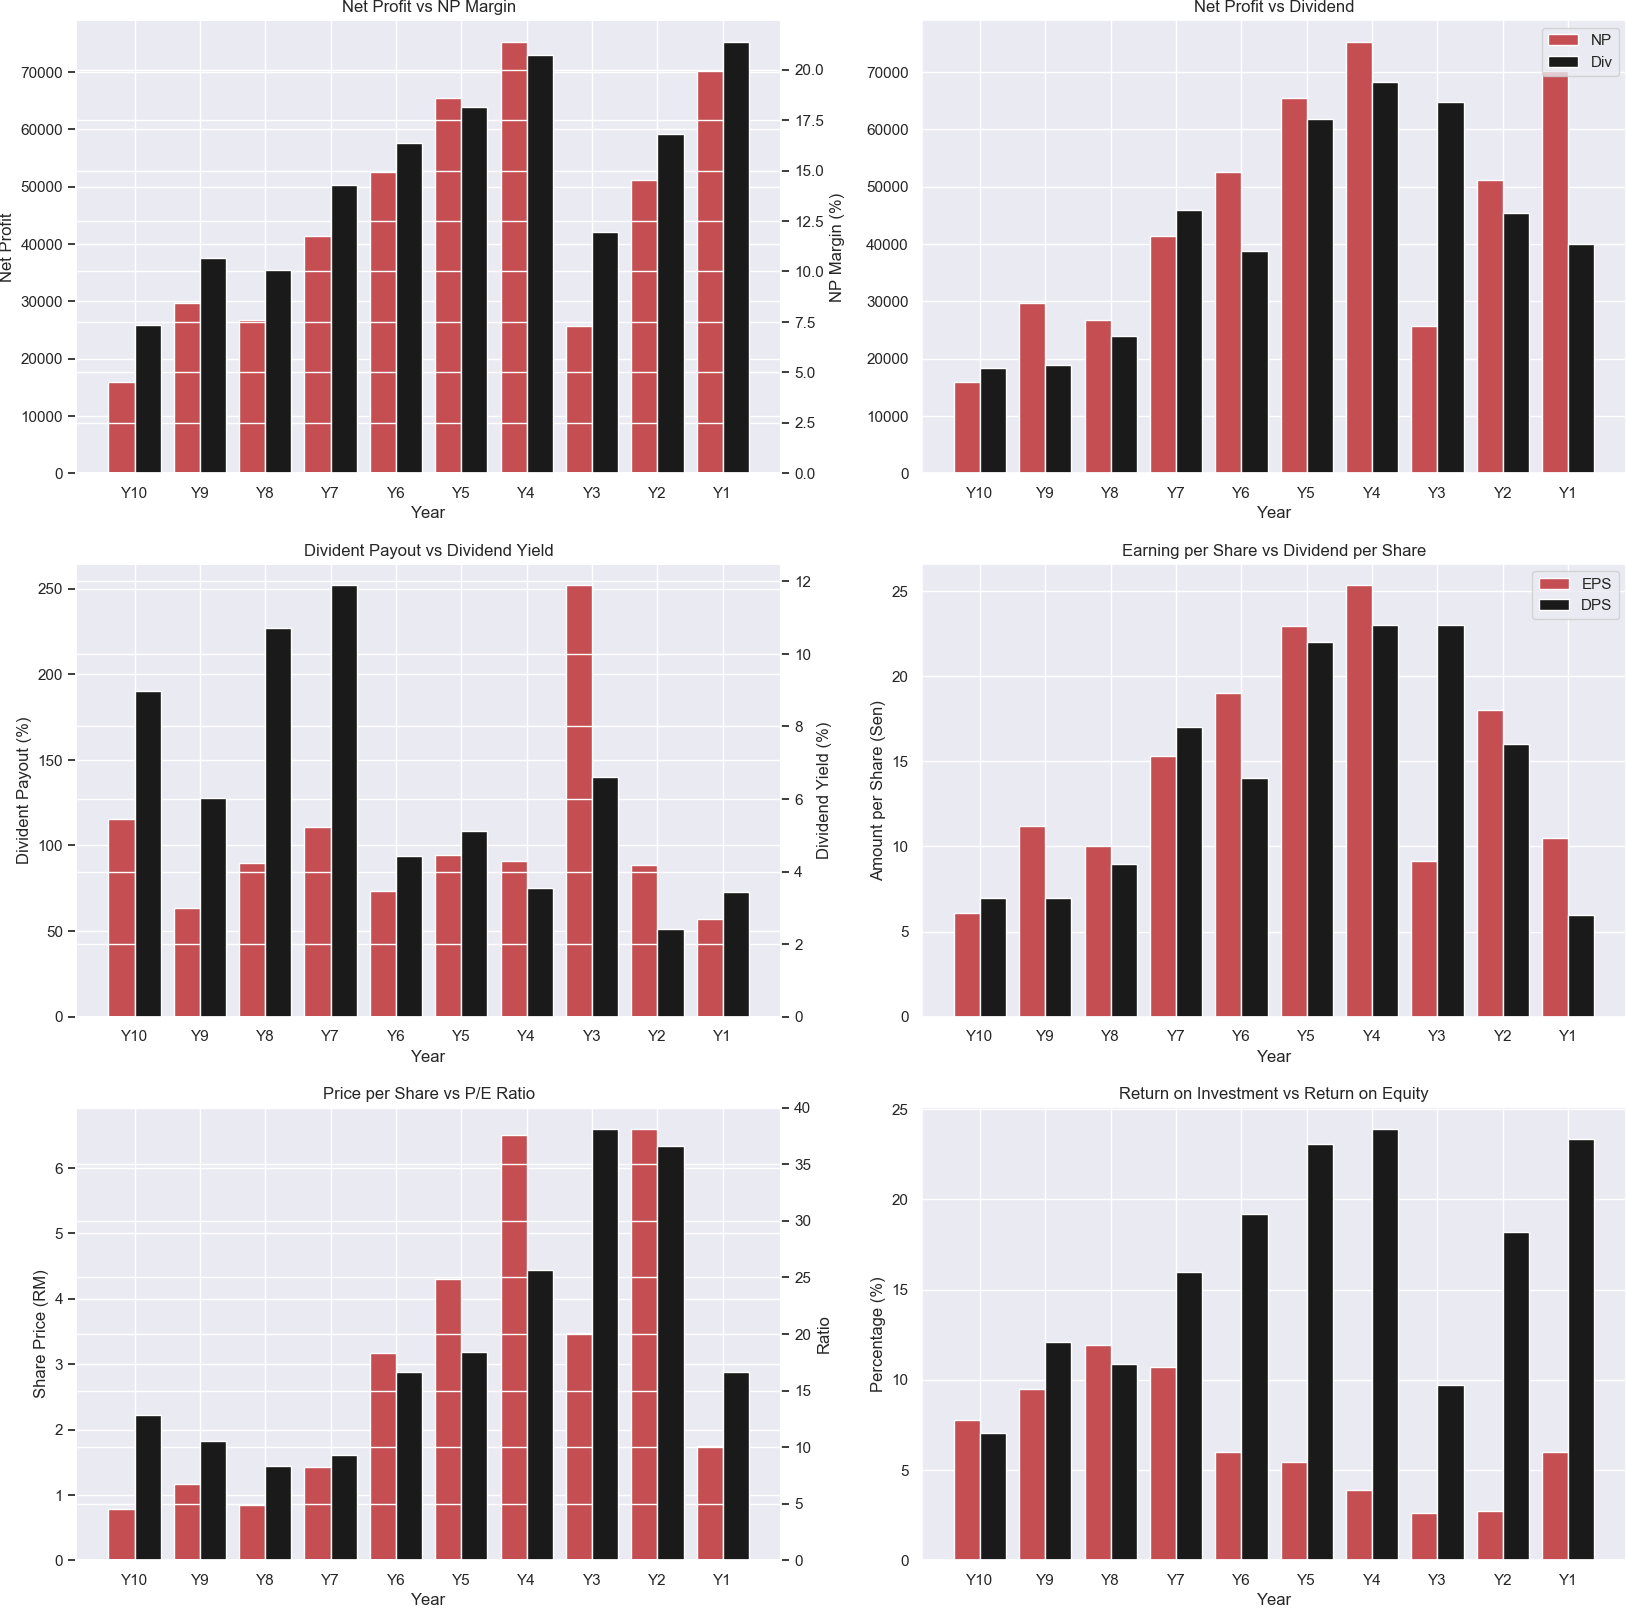 Net Profit vs NP Margin
Net Profit
70000
60000
50000
40000
30000
20000
10000
0
20.0
17.5
15.0
12.5
10.0
7.5
5.0
2.5
0.0
NP Margin (%)
Y10 Y9 Y8 Y7 Y6 Y5 Y4 Y3 Y2 Y1
Year
Net Profit vs Dividend
NP
Div
70000
60000
50000
40000
30000
20000
10000
0
Y10 Y9 Y8 Y7 Y6 Y5 Y4 Y3 Y2 Y1
Year
Divident Payout vs Dividend Yield
Divident Payout (%)
250
200
150
100
50
0
12
10
8
6
4
2
0
Dividend Yield (%)
Y10 Y9 Y8 Y7 Y6 Y5 Y4 Y3 Y2 Y1
Year
Earning per Share vs Dividend per Share
EPS
DPS
Amount per Share (Sen)
25
20
15
10
5
0
Y10 Y9 Y8 Y7 Y6 Y5 Y4 Y3 Y2 Y1
Year
Price per Share vs P/E Ratio
Share Price (RM)
6
5
4
3
2
1
0
40
35
30
25
20
15
10
5
0
Ratio
Y10 Y9 Y8 Y7 Y6 Y5 Y4 Y3 Y2 Y1
Year
Return on Investment vs Return on Equity
Percentage (%)
25
20
15
10
5
0
Y10 Y9 Y8 Y7 Y6 Y5 Y4 Y3 Y2 Y1
Year